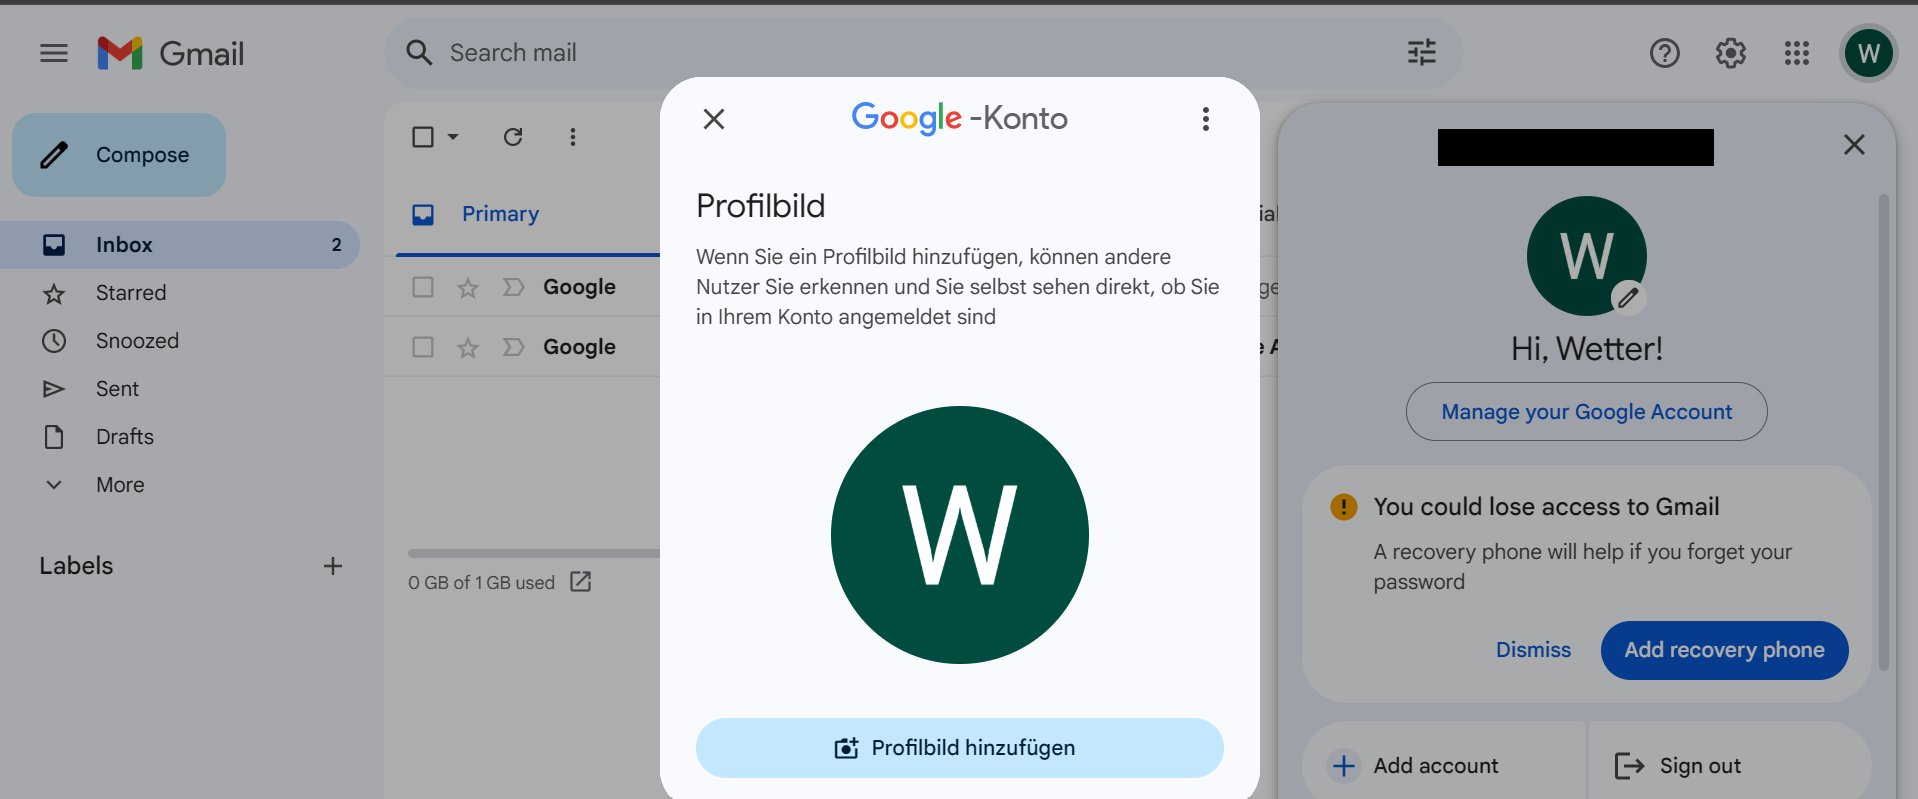 Gmail
Search mail
W
Compose
Inbox 2
Starred
Snoozed
Sent
Drafts
More
Labels
Primary
Google
Google
0 GB of 1 GB used
Google -Konto
Profilbild
Wenn Sie ein Profilbild hinzufügen, können andere
Nutzer Sie erkennen und Sie selbst sehen direkt, ob Sie
in Ihrem Konto angemeldet sind
W
Profilbild hinzufügen
W
Hi, Wetter!
Manage your Google Account
You could lose access to Gmail
A recovery phone will help if you forget your
password
Dismiss
Add recovery phone
Add account
Sign out